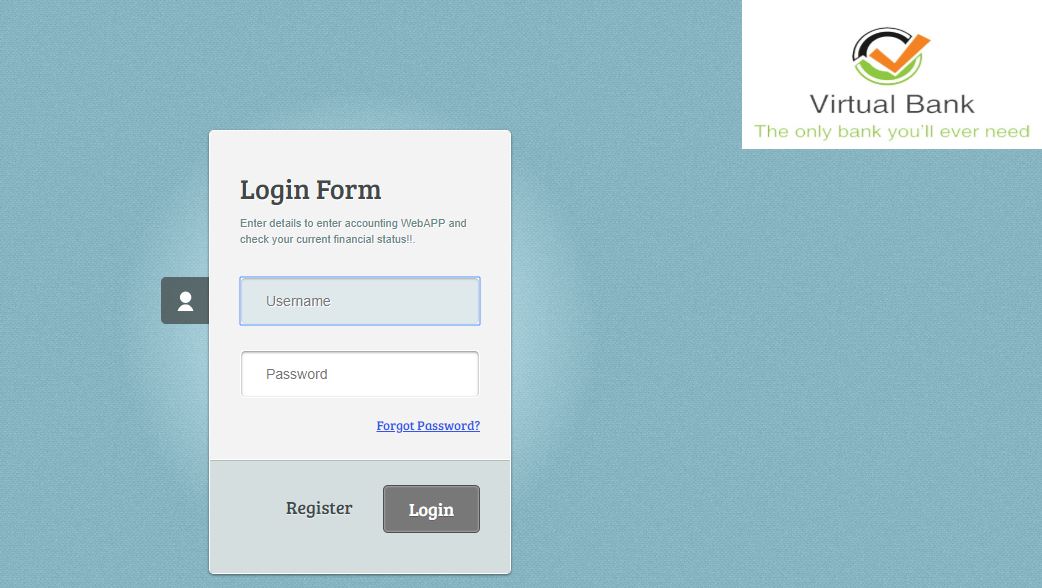 Virtual Bank
The only bank you'll ever need
Login Form
Enter details to enter accounting WebAPP and
check your current financial status!!.
Username
Password
Forgot Password?
Register
Login